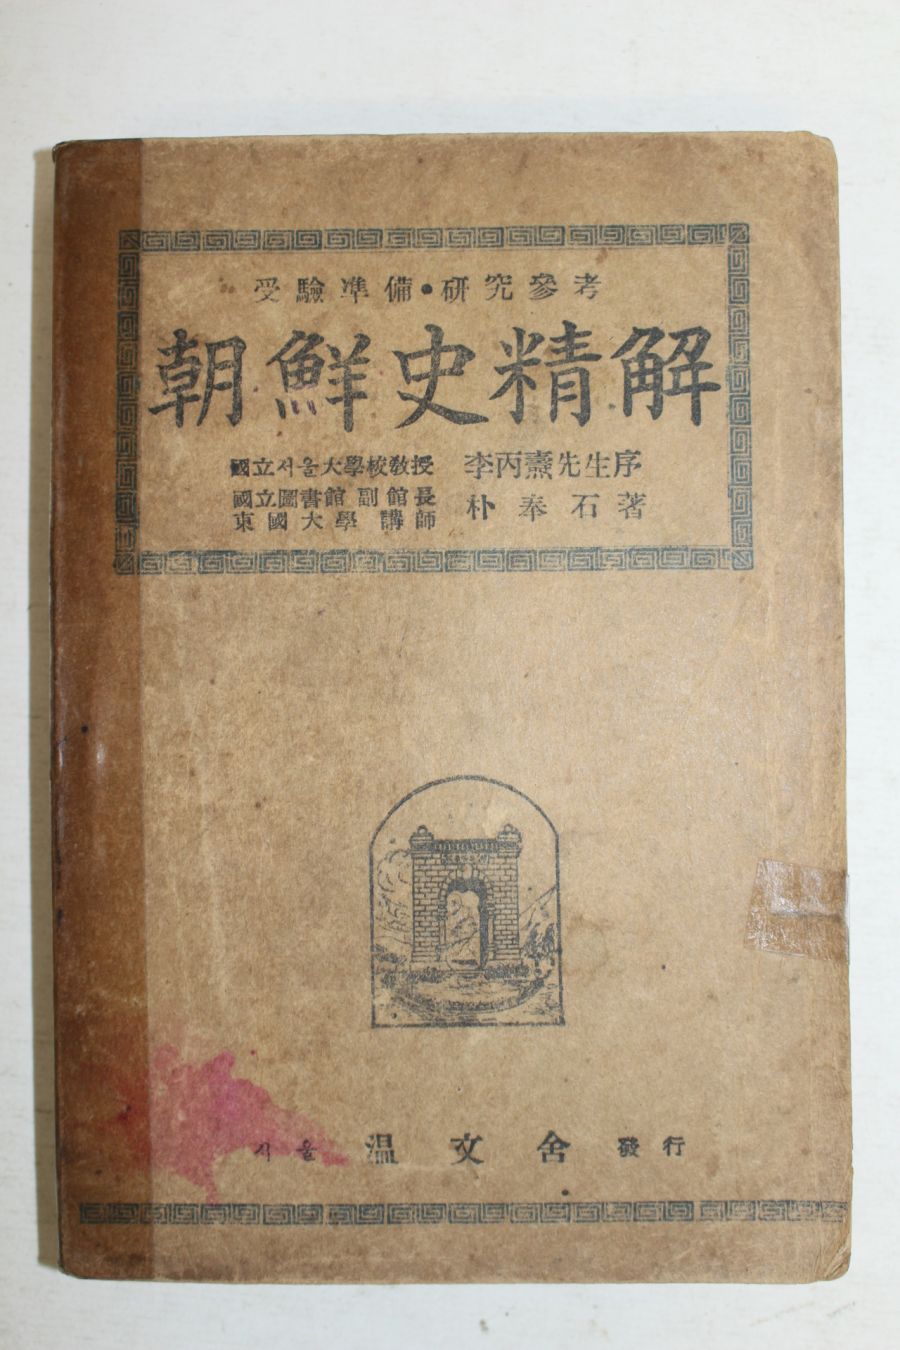 受驗準備・研究參考
朝鮮史精解
國立서울大學校敎授 李丙燾先生序
國立圖書館副館長
東國大學講師
朴奉石著
서울 温文舍 發行